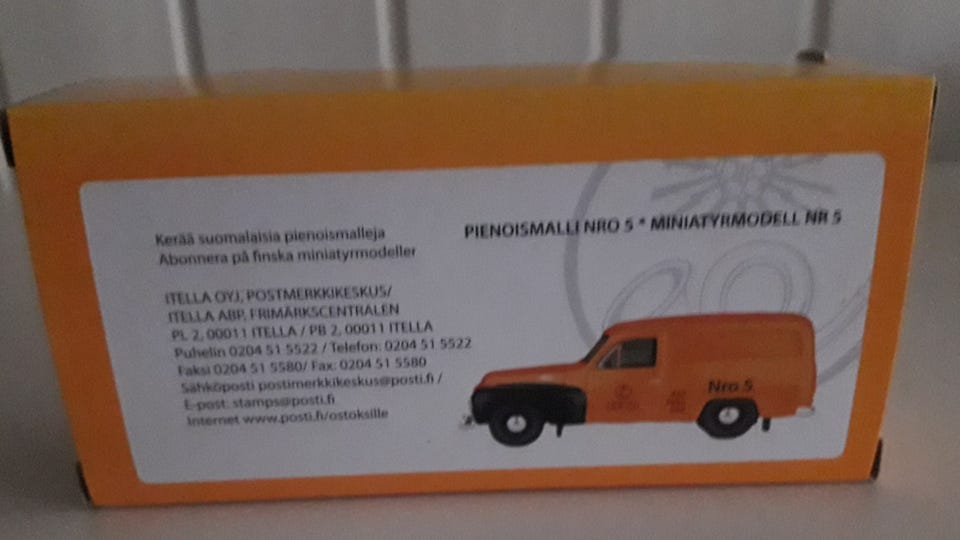 Kerää suomalaisia pienoismalleja
Abonnera på finska miniatyrmodeller
ITELLA OYJ, POSTMERKKIKESKUS/
ITELLA ABP, FRIMÄRKSCENTRALEN
PL 2, 00011 ITELLA / PB 2, 00011 ITELLA
Puhelin 0204 51 5522 / Telefon: 0204 51 5522
Faksi 0204 51 5580/ Fax: 0204 51 5580
Sähköposti postimerkkikeskus@posti.fi /
E-post: stamps@posti.fi
Internet www.posti.fi/ostoksille
PIENOISMALLI NRO 5 * MINIATYRMODELL NR 5
Nro 5